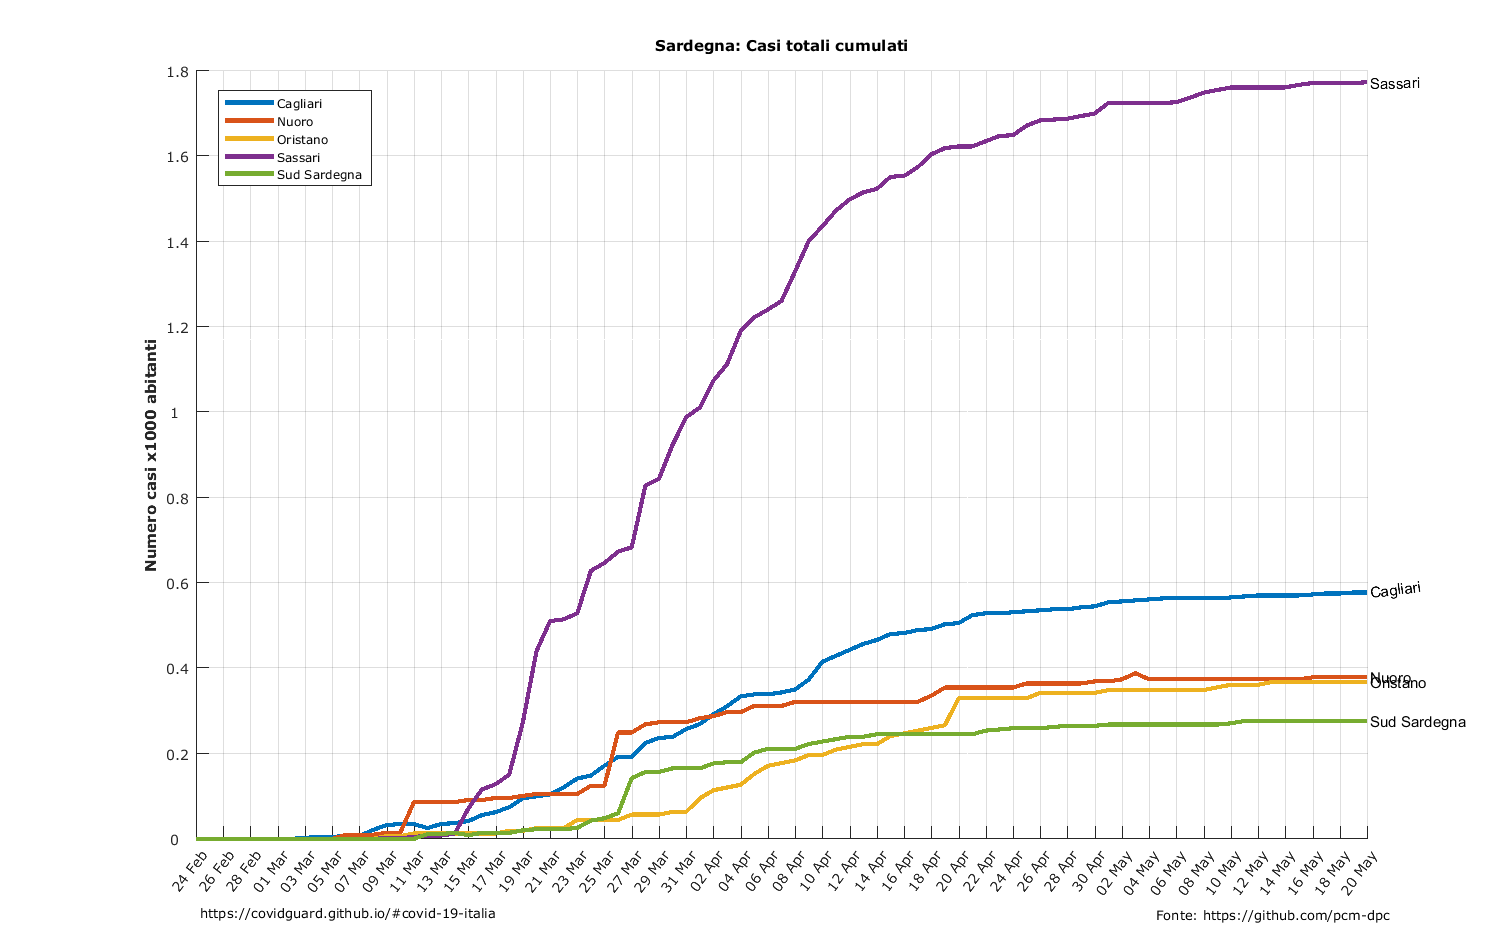 Sardegna: Casi totali cumulati
Numero casi x1000 abitanti
1.8
1.6
1.4
1.2
1
0.8
0.6
0.4
0.2
0
Cagliari
Nuoro
Oristano
Sassari
Sud Sardegna
Sassari
Cagliari
Nuoro
Oristano
Sud Sardegna
24 Feb
26 Feb
28 Feb
01 Mar
03 Mar
05 Mar
07 Mar
09 Mar
11 Mar
13 Mar
15 Mar
17 Mar
19 Mar
21 Mar
23 Mar
25 Mar
27 Mar
29 Mar
31 Mar
02 Apr
04 Apr
06 Apr
08 Apr
10 Apr
12 Apr
14 Apr
16 Apr
18 Apr
20 Apr
22 Apr
24 Apr
26 Apr
28 Apr
30 Apr
02 May
04 May
06 May
08 May
10 May
12 May
14 May
16 May
18 May
20 May
https://covidguard.github.io/#covid-19-italia
Fonte: https://github.com/pcm-dpc